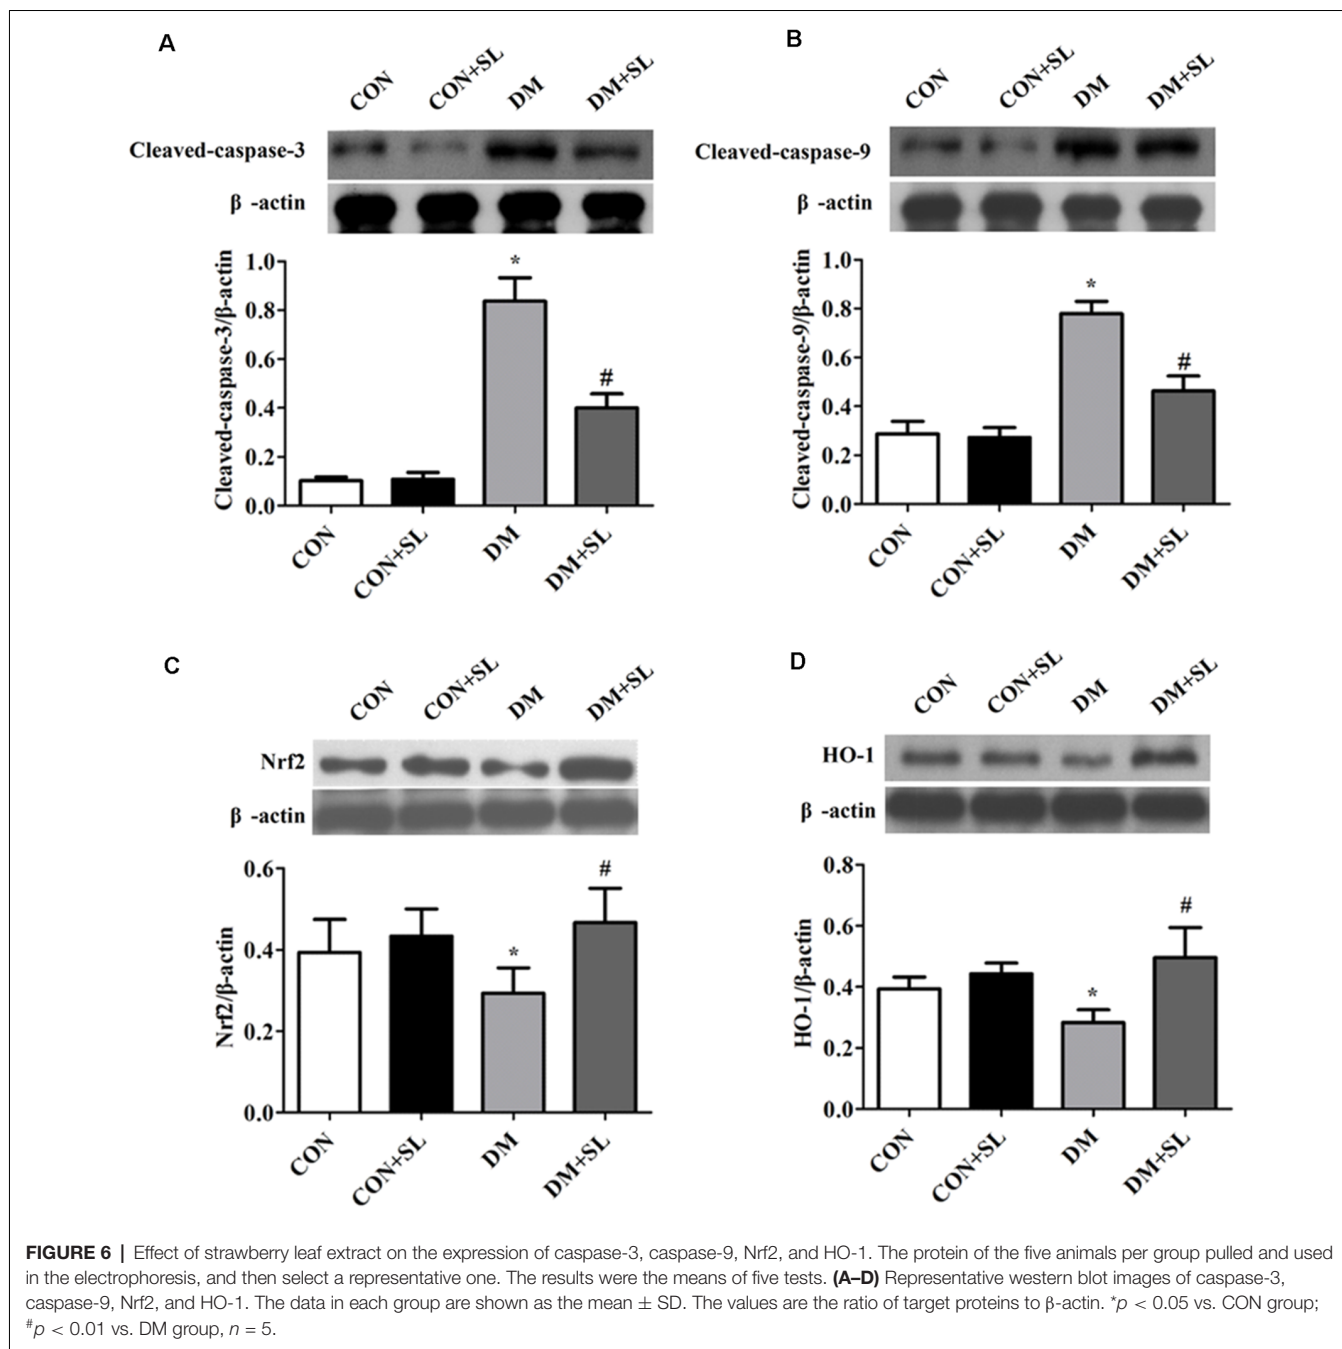 A
CON
CON+SL
DM
DM+SL
Cleaved-caspase-3
β -actin
Cleaved-caspase-3/β-actin
1.0
0.8
0.6
0.4
0.2
0.0
*
#
CON
CON+SL
DM
DM+SL
B
CON
CON+SL
DM
DM+SL
Cleaved-caspase-9
β -actin
Cleaved-caspase-9/β-actin
1.0
0.8
0.6
0.4
0.2
0.0
*
#
CON
CON+SL
DM
DM+SL
C
CON
CON+SL
DM
DM+SL
Nrf2
β -actin
Nrf2/β-actin
0.6
0.4
0.2
0.0
*
#
CON
CON+SL
DM
DM+SL
D
CON
CON+SL
DM
DM+SL
HO-1
β -actin
HO-1/β-actin
0.8
0.6
0.4
0.2
0.0
*
#
CON
CON+SL
DM
DM+SL
FIGURE 6 | Effect of strawberry leaf extract on the expression of caspase-3, caspase-9, Nrf2, and HO-1. The protein of the five animals per group pulled and used
in the electrophoresis, and then select a representative one. The results were the means of five tests. (A–D) Representative western blot images of caspase-3,
caspase-9, Nrf2, and HO-1. The data in each group are shown as the mean ± SD. The values are the ratio of target proteins to β-actin. *p < 0.05 vs. CON group;
#p < 0.01 vs. DM group, n = 5.